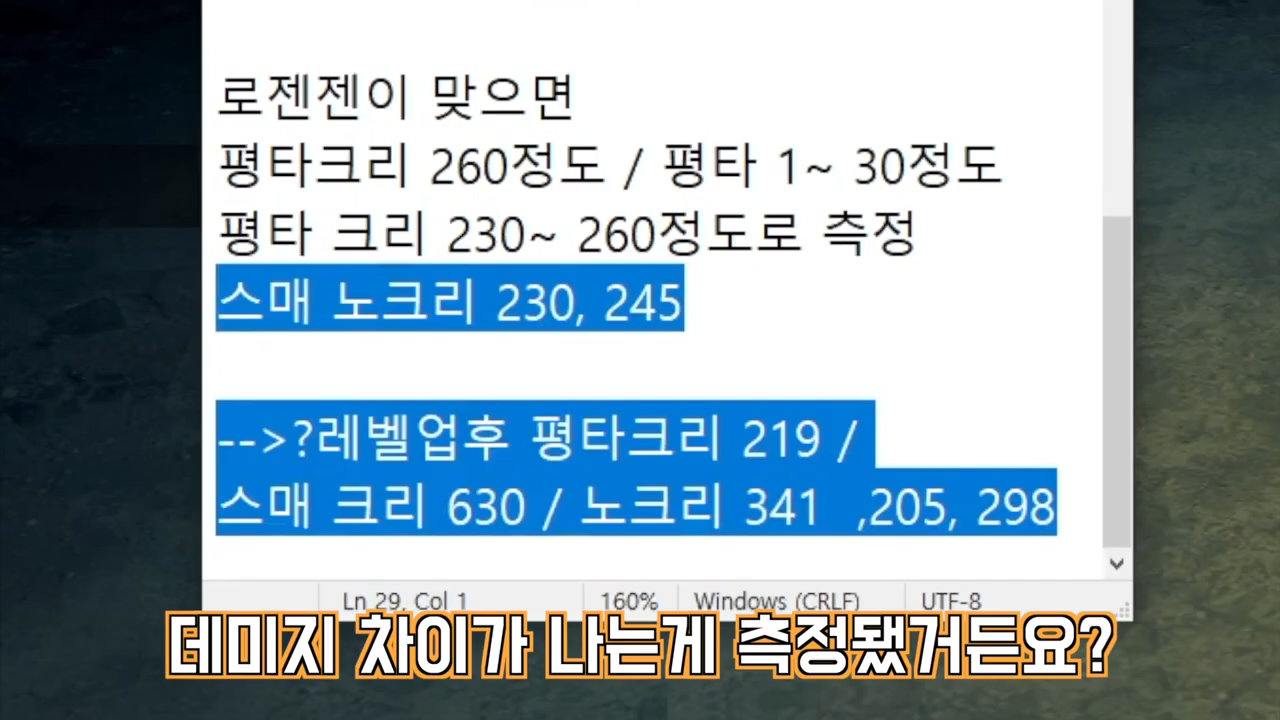 로젠젠이 맞으면
평타크리 260정도 / 평타 1~ 30정도
평타 크리 230~ 260정도로 측정
스매 노크리 230, 245
-->?레벨업후 평타크리 219 /
스매 크리 630 / 노크리 341  ,205, 298
Ln 29, Col 1 160% Windows (CRLF) UTF-8
데미지 차이가 나는게 측정됐거든요?